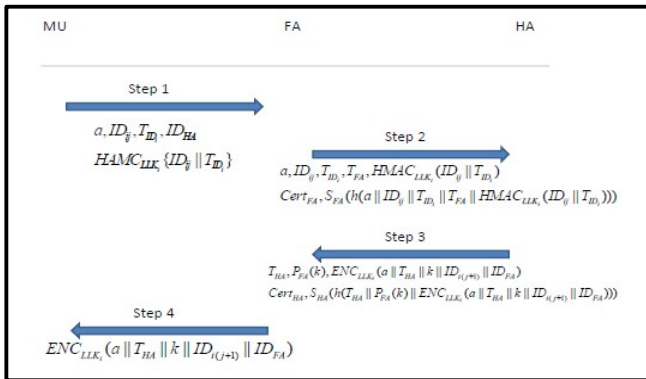 MU FA HA
Step 1
a, ID_ij, T_ID_i, ID_HA
HAMC_LLK_i {ID_ij || T_ID_i}
Step 2
a, ID_ij, T_ID_i, T_FA, HMAC_LLK_i (ID_ij || T_ID_i)
Cert_FA, S_FA(h(a || ID_ij || T_ID_i || T_FA || HMAC_LLK_i (ID_ij || T_ID_i)))
Step 3
T_HA, P_FA(k), ENC_LLK_i (a || T_HA || k || ID_i(j+1) || ID_FA)
Cert_HA, S_HA(h(T_HA || P_FA(k) || ENC_LLK_i (a || T_HA || k || ID_i(j+1) || ID_FA)))
Step 4
ENC_LLK_i (a || T_HA || k || ID_i(j+1) || ID_FA)